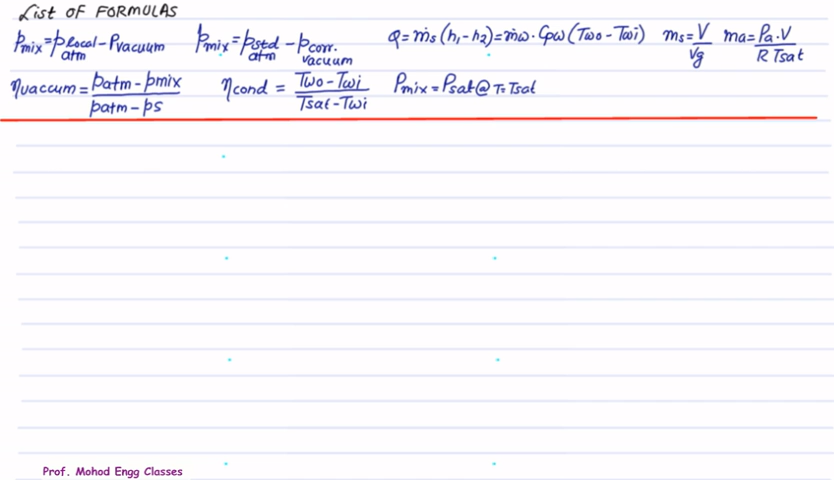 LIST OF FORMULAS
Pmix = P local atm - Pvacuum    Pmix = Pstd atm - Pcorr. vacuum    Q = ṁs (h1 - h2) = ṁw · Cpw (Two - Twi)    ms = V / Vg    ma = Pa · V / R Tsat
ηvaccum = Patm - Pmix / Patm - Ps    ηcond = Two - Twi / Tsat - Twi    Pmix = Psat @ T = Tsat
Prof. Mohod Engg Classes